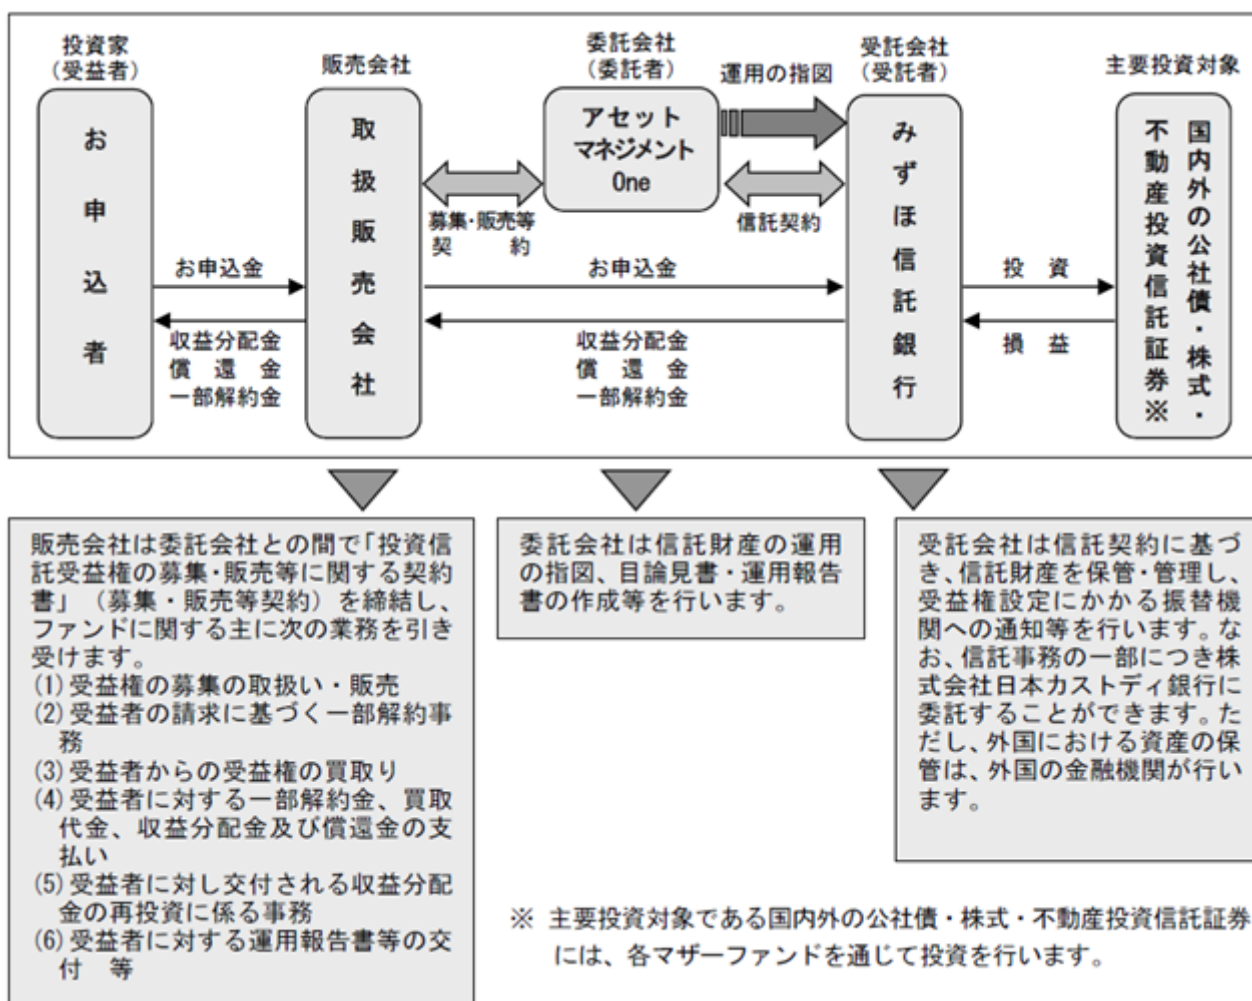 投資家
（受益者）
お申込者
販売会社
取扱販売会社
委託会社
（委託者）
アセット
マネジメント
One
運用の指図
受託会社
（受託者）
みずほ信託銀行
主要投資対象
国内外の公社債・株式・
不動産投資信託証券※
募集・販売等
契　約
信託契約
お申込金
収益分配金
償　還　金
一部解約金
お申込金
収益分配金
償　還　金
一部解約金
投　資
損　益
販売会社は委託会社との間で「投資信
託受益権の募集・販売等に関する契約
書」（募集・販売等契約）を締結し、
ファンドに関する主に次の業務を引き
受けます。
(1)受益権の募集の取扱い・販売
(2)受益者の請求に基づく一部解約事
務
(3)受益者からの受益権の買取り
(4)受益者に対する一部解約金、買取
代金、収益分配金及び償還金の支
払い
(5)受益者に対し交付される収益分配
金の再投資に係る事務
(6)受益者に対する運用報告書等の交
付　等
委託会社は信託財産の運用
の指図、目論見書・運用報告
書の作成等を行います。
受託会社は信託契約に基づ
き、信託財産を保管・管理し、
受益権設定にかかる振替機
関への通知等を行います。な
お、信託事務の一部につき株
式会社日本カストディ銀行に
委託することができます。た
だし、外国における資産の保
管は、外国の金融機関が行い
ます。
※　主要投資対象である国内外の公社債・株式・不動産投資信託証券
には、各マザーファンドを通じて投資を行います。